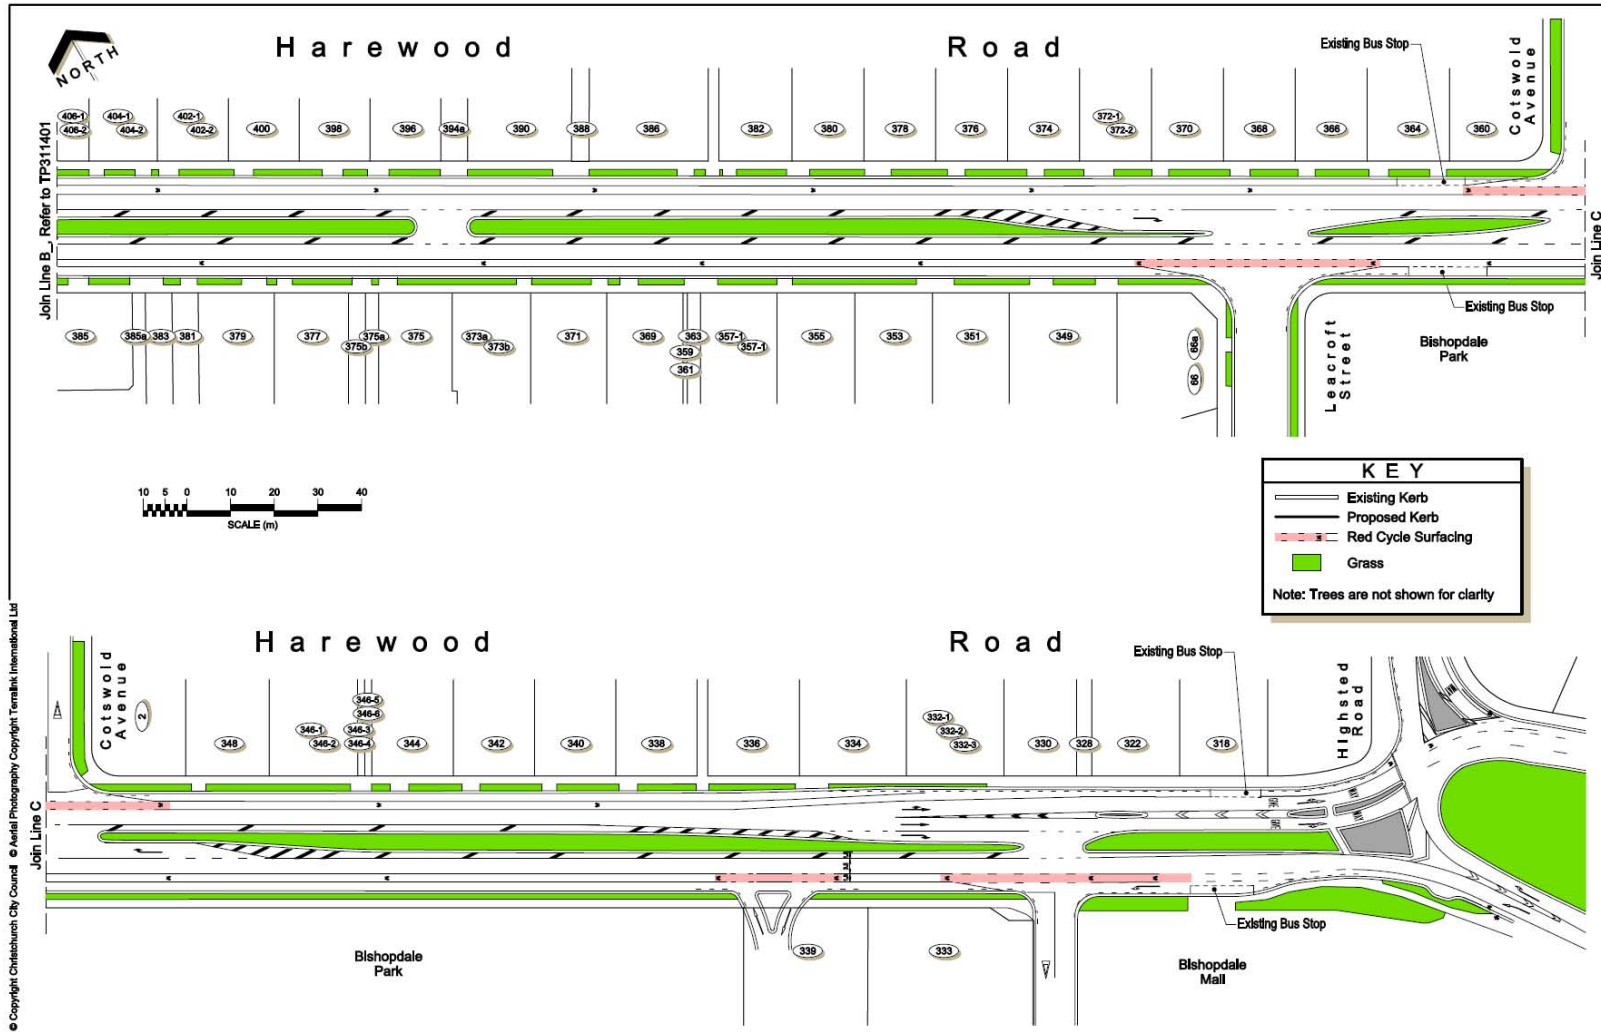 Harewood Road
NORTH
Existing Bus Stop
Cotswold
Avenue
406-1
406-2
404-1
404-2
402-1
402-2
400
398
396
394a
390
388
386
382
380
378
376
374
372-1
372-2
370
368
366
364
360
Join Line B Refer to TP311401
Join Line C
Existing Bus Stop
385
385a
383
381
379
377
375b
375a
375
373a
373b
371
369
363
359
361
357-1
357-1
355
353
351
349
66a
66
Leacroft
Street
Bishopdale
Park
10 5 0 10 20 30 40
SCALE (m)
KEY
Existing Kerb
Proposed Kerb
Red Cycle Surfacing
Grass
Note: Trees are not shown for clarity
© Copyright Christchurch City Council © Aerial Photography Copyright Terralink International Ltd
Harewood Road
Existing Bus Stop
Cotswold
Avenue
2
348
346-1
346-2
346-5
346-6
346-3
346-4
344
342
340
338
336
334
332-1
332-2
332-3
330
328
322
318
Highsted
Road
GIVE
WAY
GIVE
WAY
WAY
Join Line C
Existing Bus Stop
339
333
Bishopdale
Park
Bishopdale
Mall